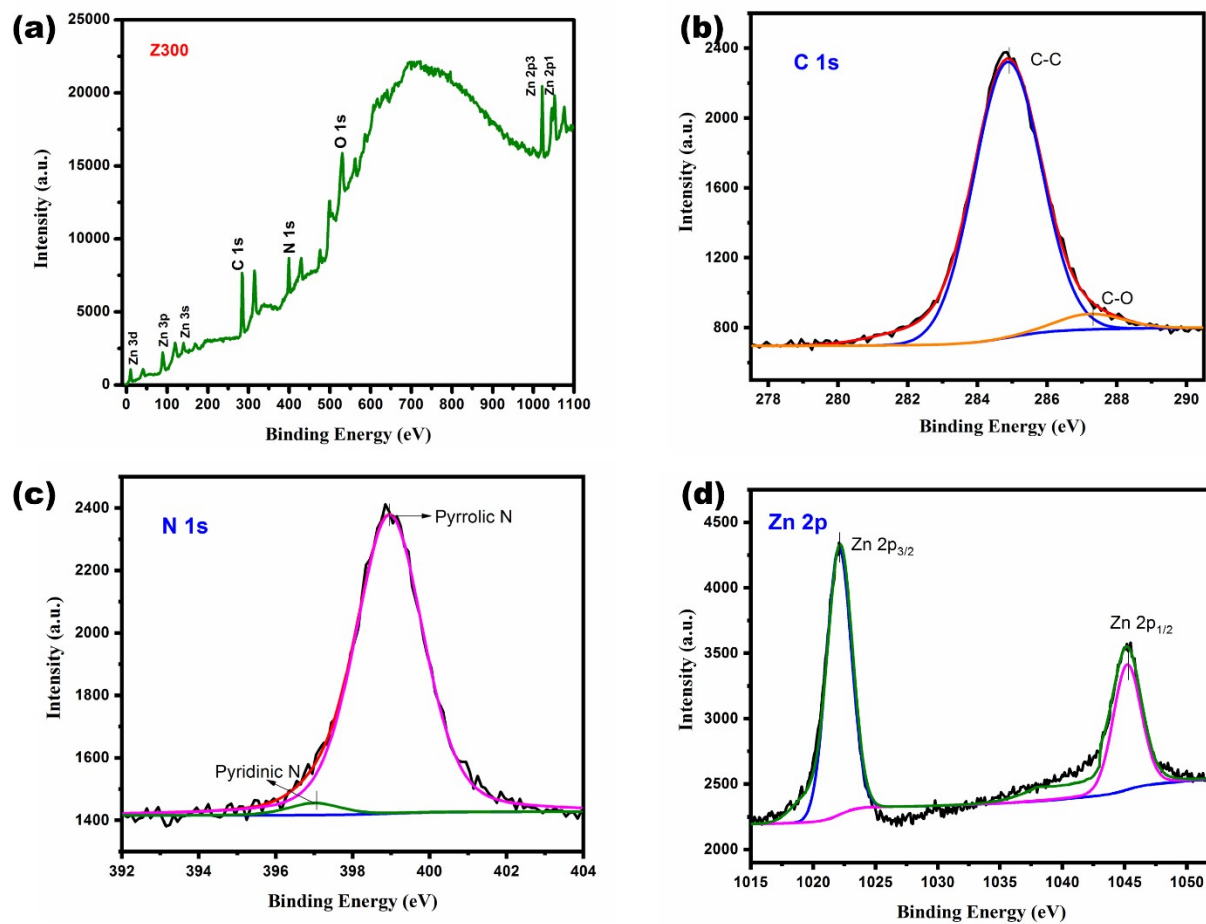 (a)
Z300
25000
20000
15000
10000
5000
0
Intensity (a.u.)
Zn 3d
Zn 3p
Zn 3s
C 1s
N 1s
O 1s
Zn 2p3
Zn 2p1
0 100 200 300 400 500 600 700 800 900 1000 1100
Binding Energy (eV)
(b)
C 1s
2400
2000
1600
1200
800
Intensity (a.u.)
C-C
C-O
278 280 282 284 286 288 290
Binding Energy (eV)
(c)
N 1s
2400
2200
2000
1800
1600
1400
Intensity (a.u.)
Pyrrolic N
Pyridinic N
392 394 396 398 400 402 404
Binding Energy (eV)
(d)
Zn 2p
4500
4000
3500
3000
2500
2000
Intensity (a.u.)
Zn 2p3/2
Zn 2p1/2
1015 1020 1025 1030 1035 1040 1045 1050
Binding Energy (eV)